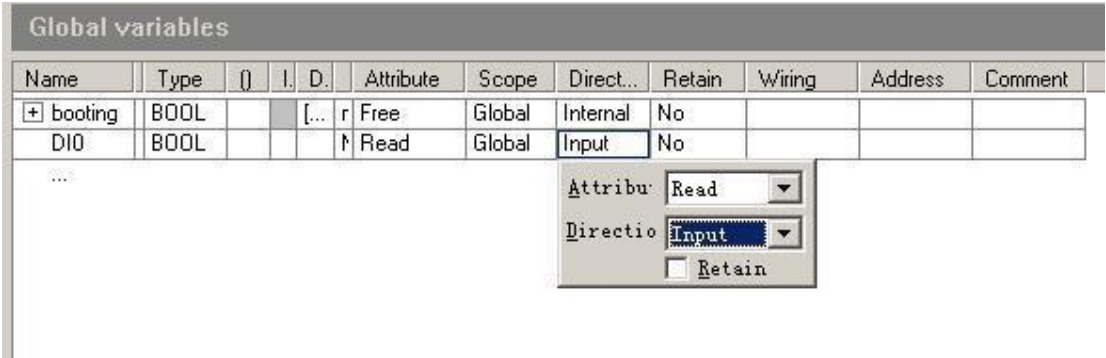 Global variables
Name Type () I. D. Attribute Scope Direct... Retain Wiring Address Comment
+ booting BOOL [... r Free Global Internal No
DI0 BOOL Read Global Input No
...
Attribu Read
Directio Input
Retain